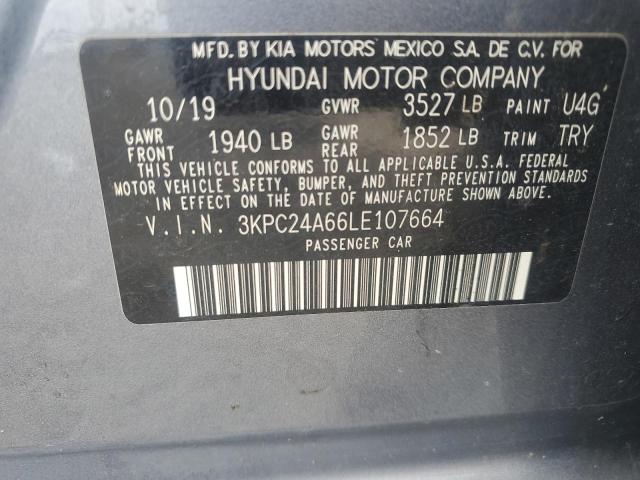 MFD. BY KIA MOTORS MEXICO S.A. DE C.V. FOR
HYUNDAI MOTOR COMPANY
10/19 GVWR 3527 LB PAINT U4G
GAWR FRONT 1940 LB GAWR REAR 1852 LB TRIM TRY
THIS VEHICLE CONFORMS TO ALL APPLICABLE U.S.A. FEDERAL
MOTOR VEHICLE SAFETY, BUMPER, AND THEFT PREVENTION STANDARDS
IN EFFECT ON THE DATE OF MANUFACTURE SHOWN ABOVE.
V.I.N. 3KPC24A66LE107664
PASSENGER CAR